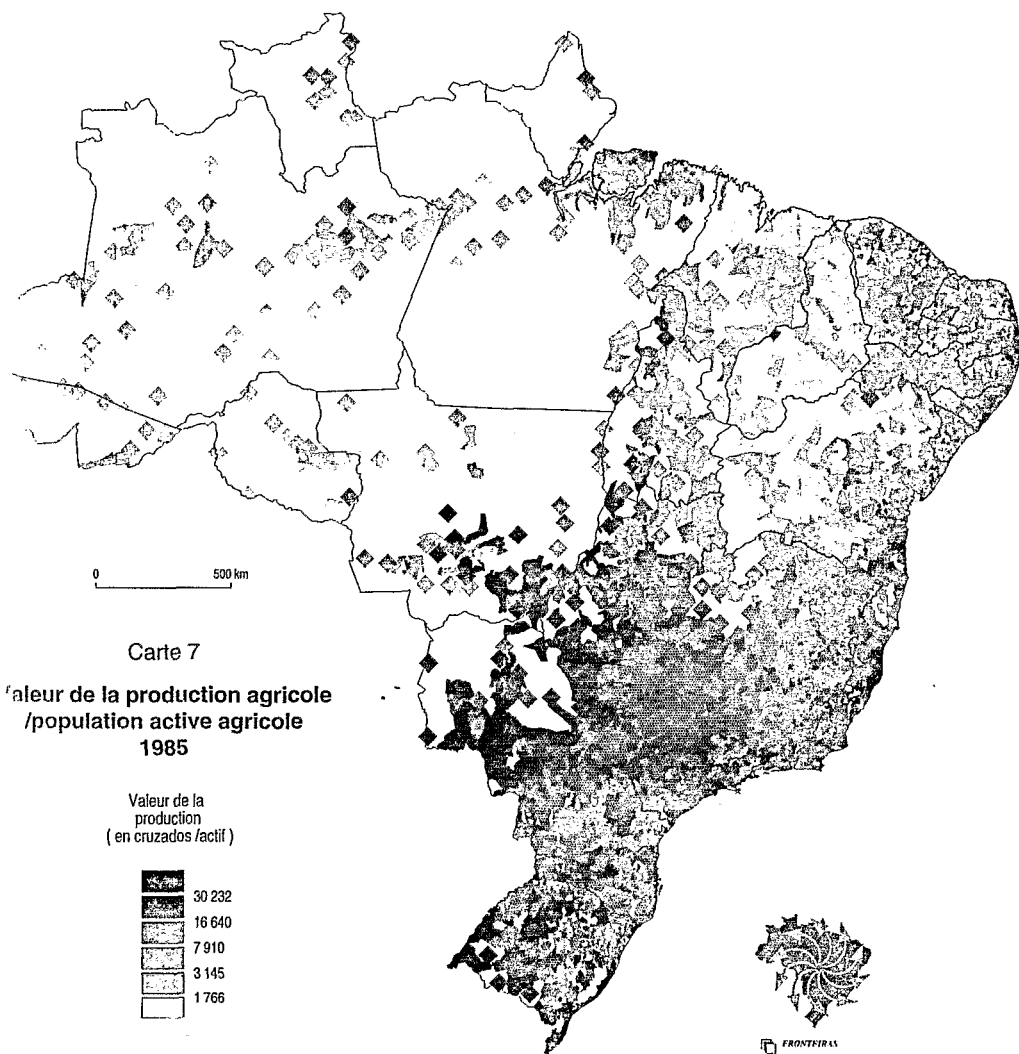 0
500 km
Carte 7
aleur de la production agricole
/population active agricole
1985
Valeur de la
production
( en cruzados /actif )
30 232
16 640
7 910
3 145
1 766
FRONTEIRAS